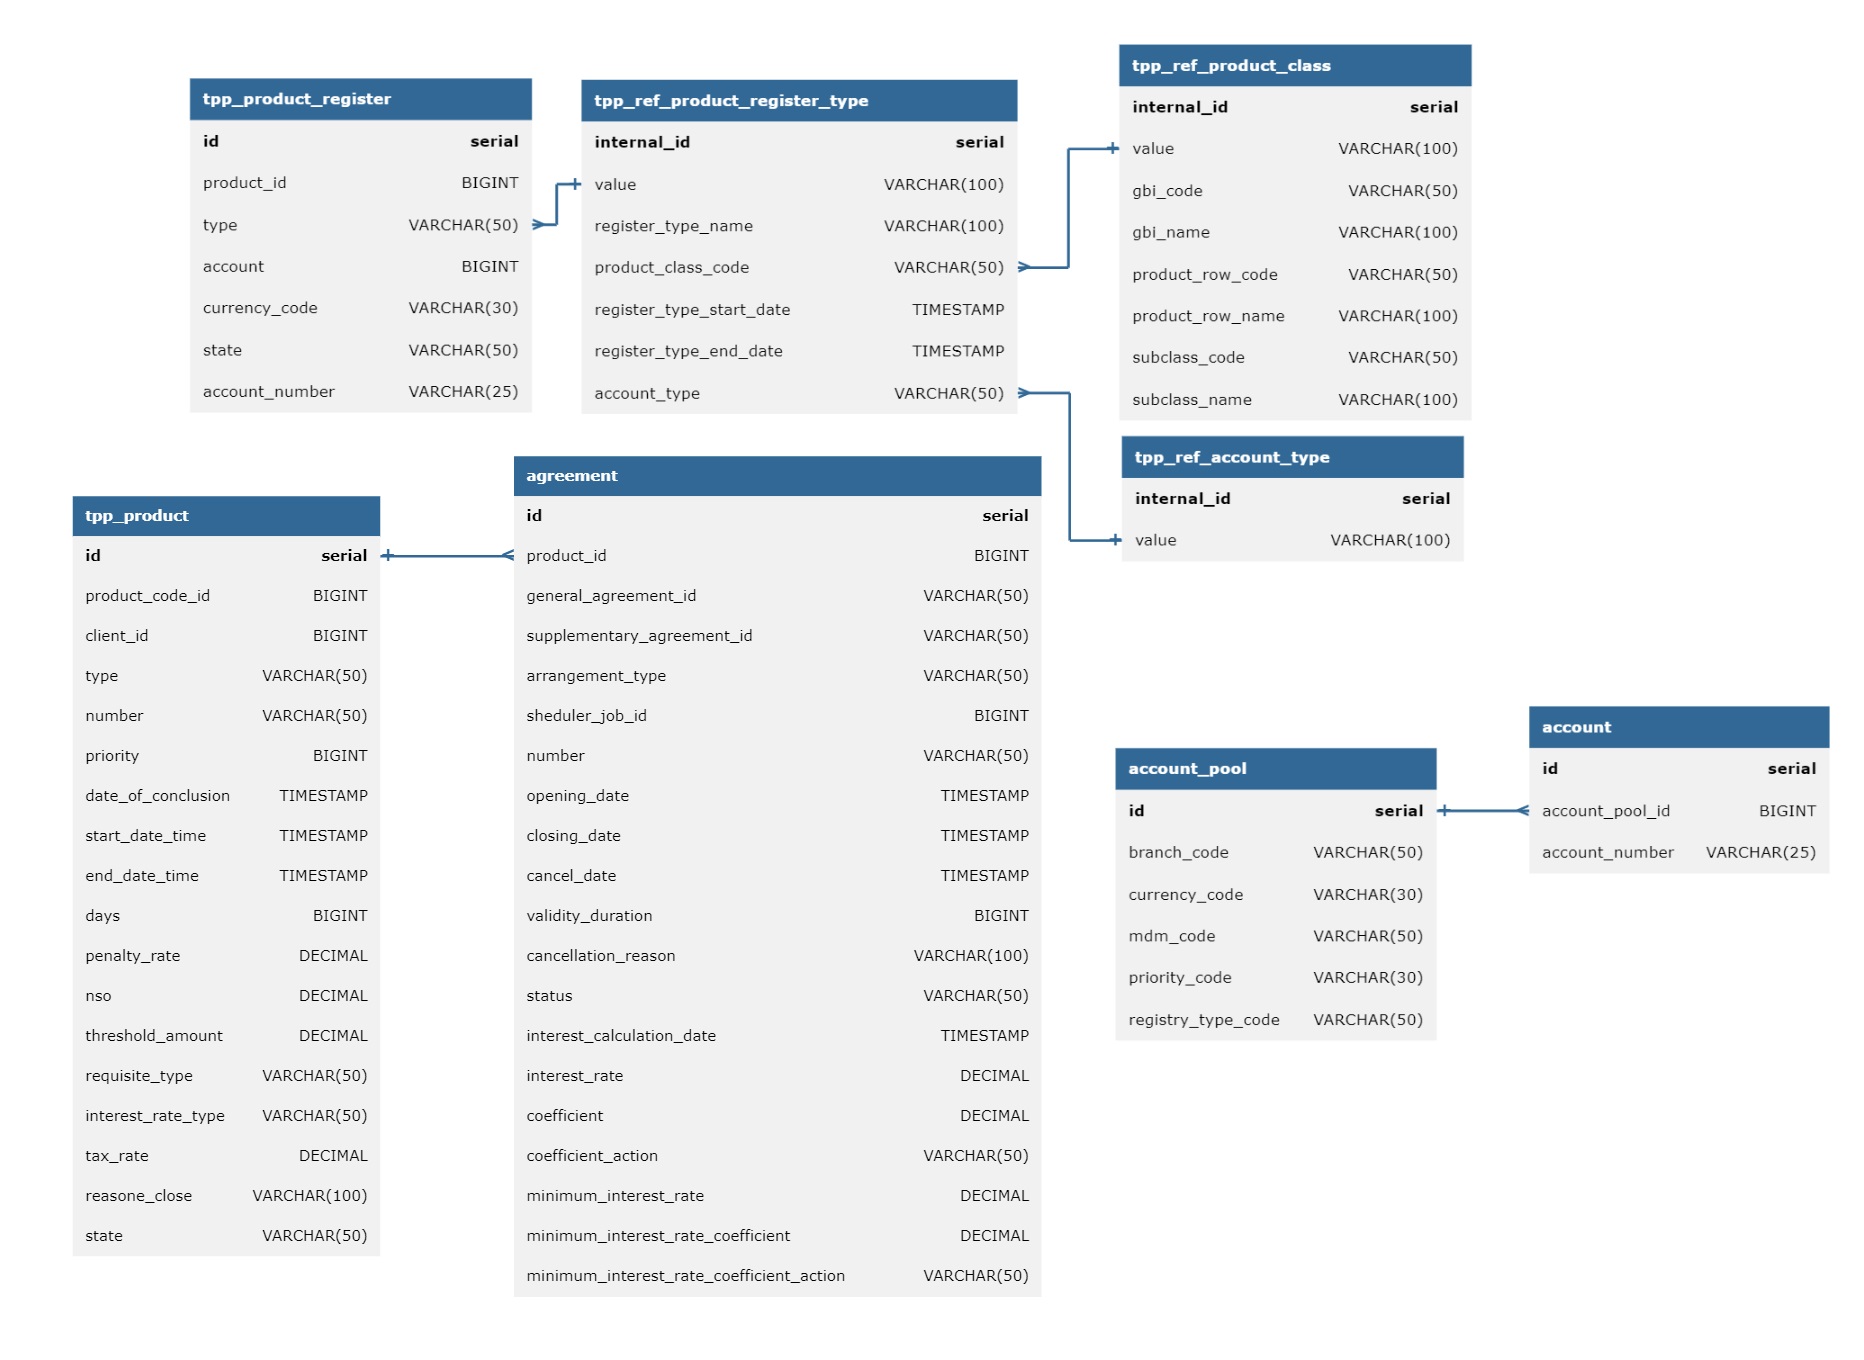 tpp_product_register
id serial
product_id BIGINT
type VARCHAR(50)
account BIGINT
currency_code VARCHAR(30)
state VARCHAR(50)
account_number VARCHAR(25)
tpp_ref_product_register_type
internal_id serial
value VARCHAR(100)
register_type_name VARCHAR(100)
product_class_code VARCHAR(50)
register_type_start_date TIMESTAMP
register_type_end_date TIMESTAMP
account_type VARCHAR(50)
tpp_ref_product_class
internal_id serial
value VARCHAR(100)
gbi_code VARCHAR(50)
gbi_name VARCHAR(100)
product_row_code VARCHAR(50)
product_row_name VARCHAR(100)
subclass_code VARCHAR(50)
subclass_name VARCHAR(100)
tpp_ref_account_type
internal_id serial
value VARCHAR(100)
tpp_product
id serial
product_code_id BIGINT
client_id BIGINT
type VARCHAR(50)
number VARCHAR(50)
priority BIGINT
date_of_conclusion TIMESTAMP
start_date_time TIMESTAMP
end_date_time TIMESTAMP
days BIGINT
penalty_rate DECIMAL
nso DECIMAL
threshold_amount DECIMAL
requisite_type VARCHAR(50)
interest_rate_type VARCHAR(50)
tax_rate DECIMAL
reasone_close VARCHAR(100)
state VARCHAR(50)
agreement
id serial
product_id BIGINT
general_agreement_id VARCHAR(50)
supplementary_agreement_id VARCHAR(50)
arrangement_type VARCHAR(50)
sheduler_job_id BIGINT
number VARCHAR(50)
opening_date TIMESTAMP
closing_date TIMESTAMP
cancel_date TIMESTAMP
validity_duration BIGINT
cancellation_reason VARCHAR(100)
status VARCHAR(50)
interest_calculation_date TIMESTAMP
interest_rate DECIMAL
coefficient DECIMAL
coefficient_action VARCHAR(50)
minimum_interest_rate DECIMAL
minimum_interest_rate_coefficient DECIMAL
minimum_interest_rate_coefficient_action VARCHAR(50)
account_pool
id serial
branch_code VARCHAR(50)
currency_code VARCHAR(30)
mdm_code VARCHAR(50)
priority_code VARCHAR(30)
registry_type_code VARCHAR(50)
account
id serial
account_pool_id BIGINT
account_number VARCHAR(25)